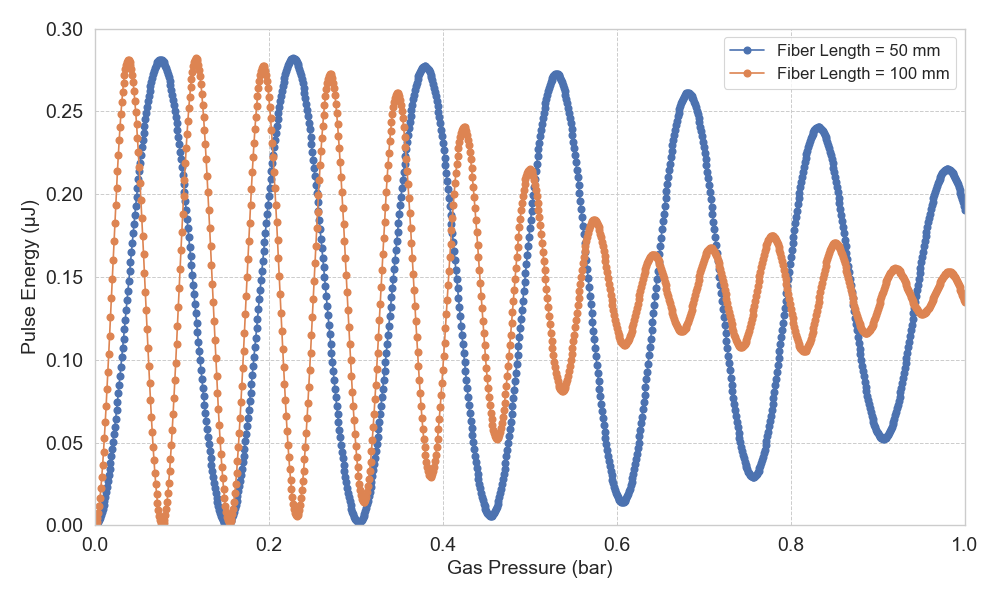 0.30
0.25
0.20
0.15
0.10
0.05
0.00
Pulse Energy (μJ)
Fiber Length = 50 mm
Fiber Length = 100 mm
0.0 0.2 0.4 0.6 0.8 1.0
Gas Pressure (bar)